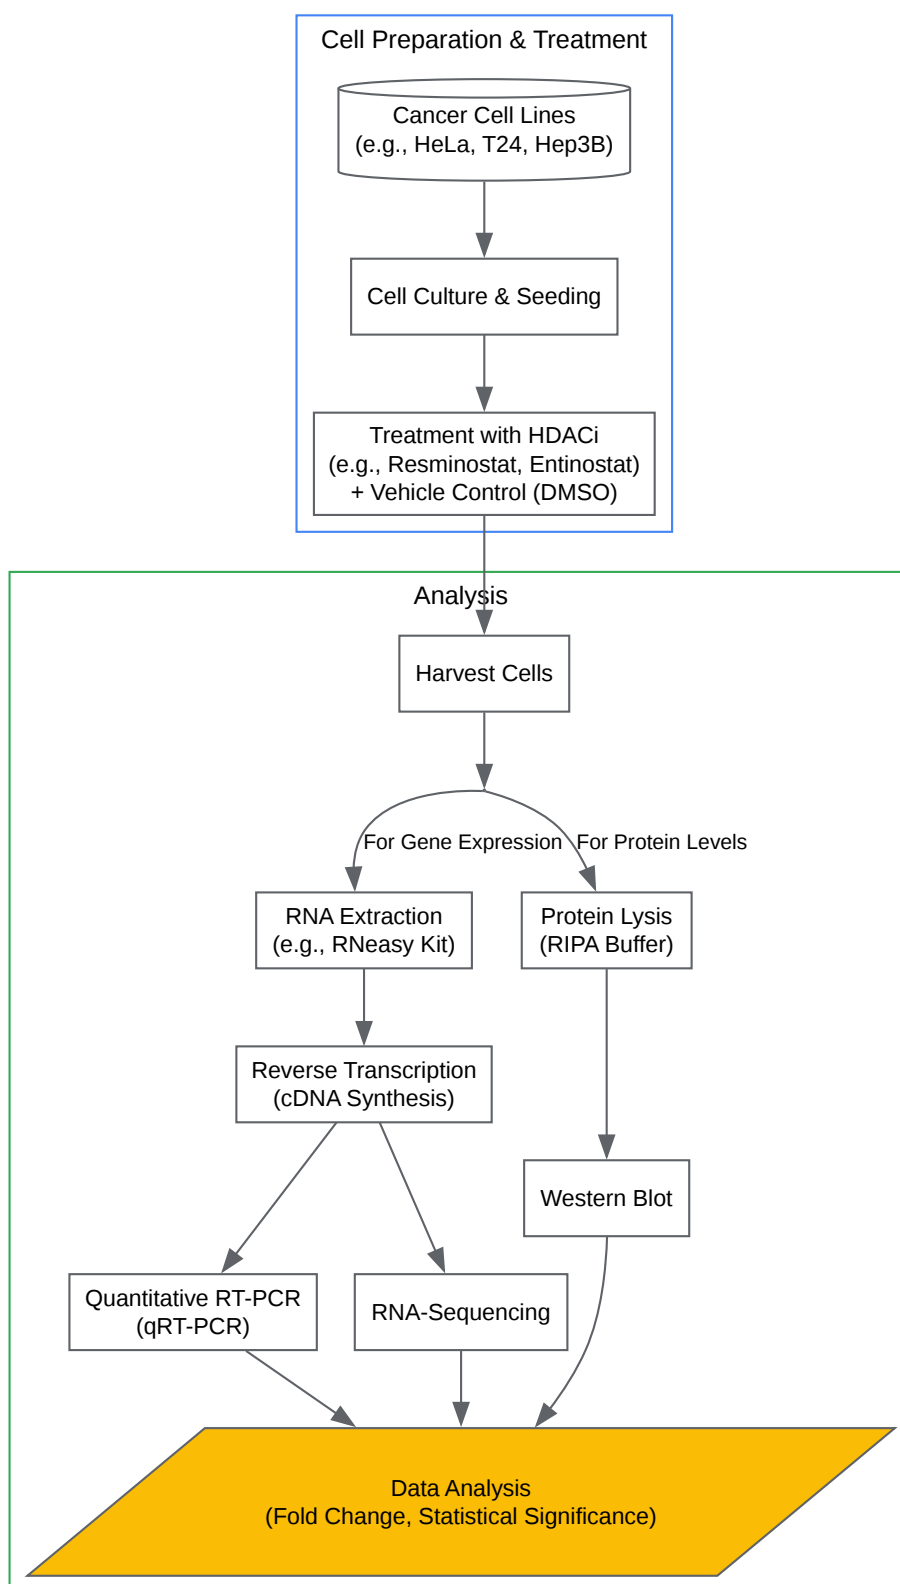 Cell Preparation & Treatment
Cancer Cell Lines
(e.g., HeLa, T24, Hep3B)
Cell Culture & Seeding
Treatment with HDACi
(e.g., Resminostat, Entinostat)
+ Vehicle Control (DMSO)
Analysis
Harvest Cells
For Gene Expression
For Protein Levels
RNA Extraction
(e.g., RNeasy Kit)
Protein Lysis
(RIPA Buffer)
Reverse Transcription
(cDNA Synthesis)
Western Blot
Quantitative RT-PCR
(qRT-PCR)
RNA-Sequencing
Data Analysis
(Fold Change, Statistical Significance)